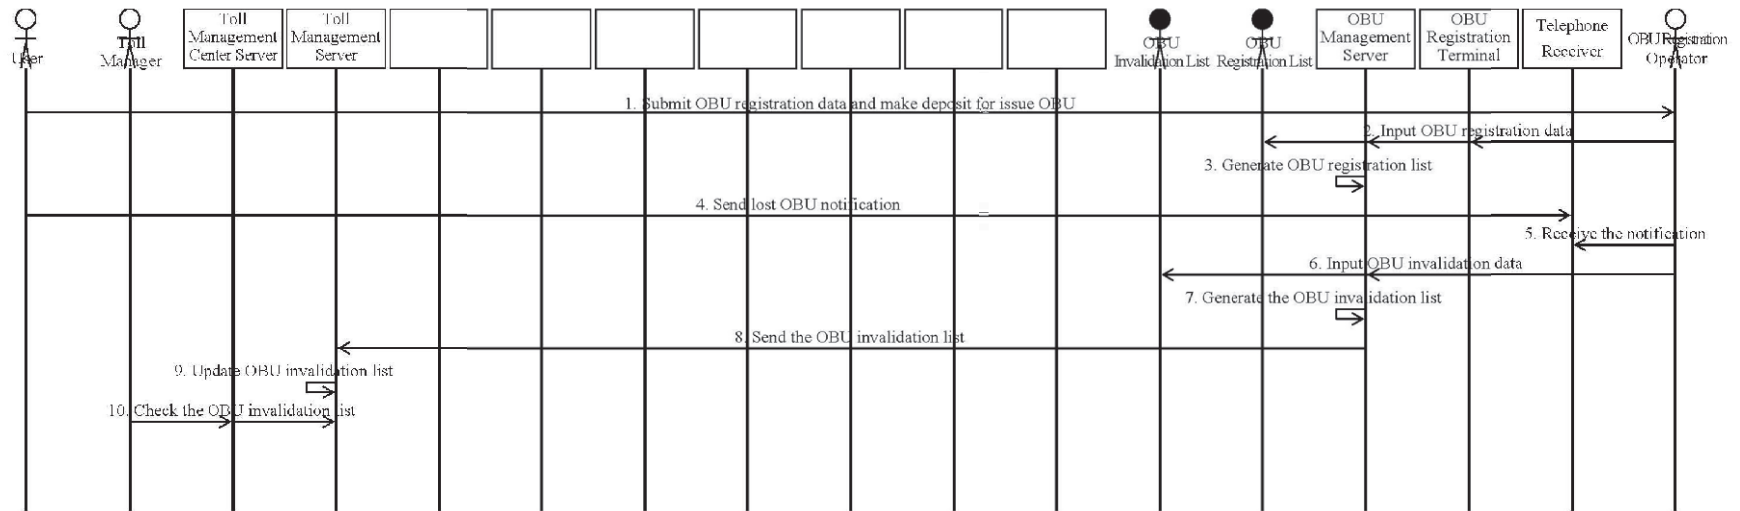 User
Toll
Manager
Toll
Management
Center Server
Toll
Management
Server
OBU
Invalidation List
OBU
Registration List
OBU
Management
Server
OBU
Registration
Terminal
Telephone
Receiver
OBU Registration
Operator
1. Submit OBU registration data and make deposit for issue OBU
2. Input OBU registration data
3. Generate OBU registration list
4. Send lost OBU notification
5. Receive the notification
6. Input OBU invalidation data
7. Generate the OBU invalidation list
8. Send the OBU invalidation list
9. Update OBU invalidation list
10. Check the OBU invalidation list